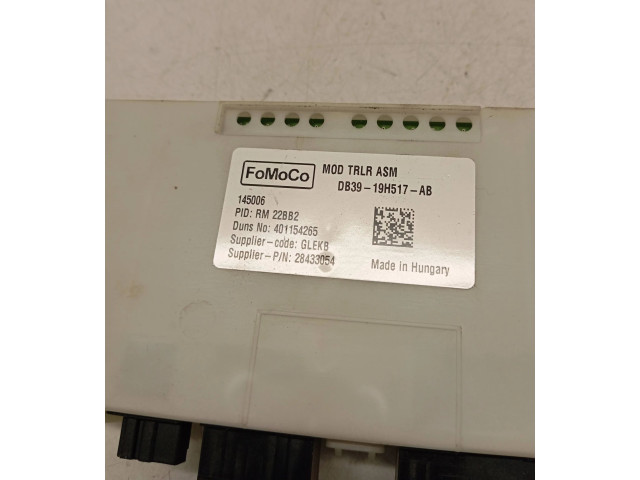 FoMoCo
MOD TRLR ASM
DB39-19H517-AB
145006
PID: RM 22BB2
Duns No: 401154265
Supplier-code: GLEKB
Supplier-P/N: 28433054
Made in Hungary